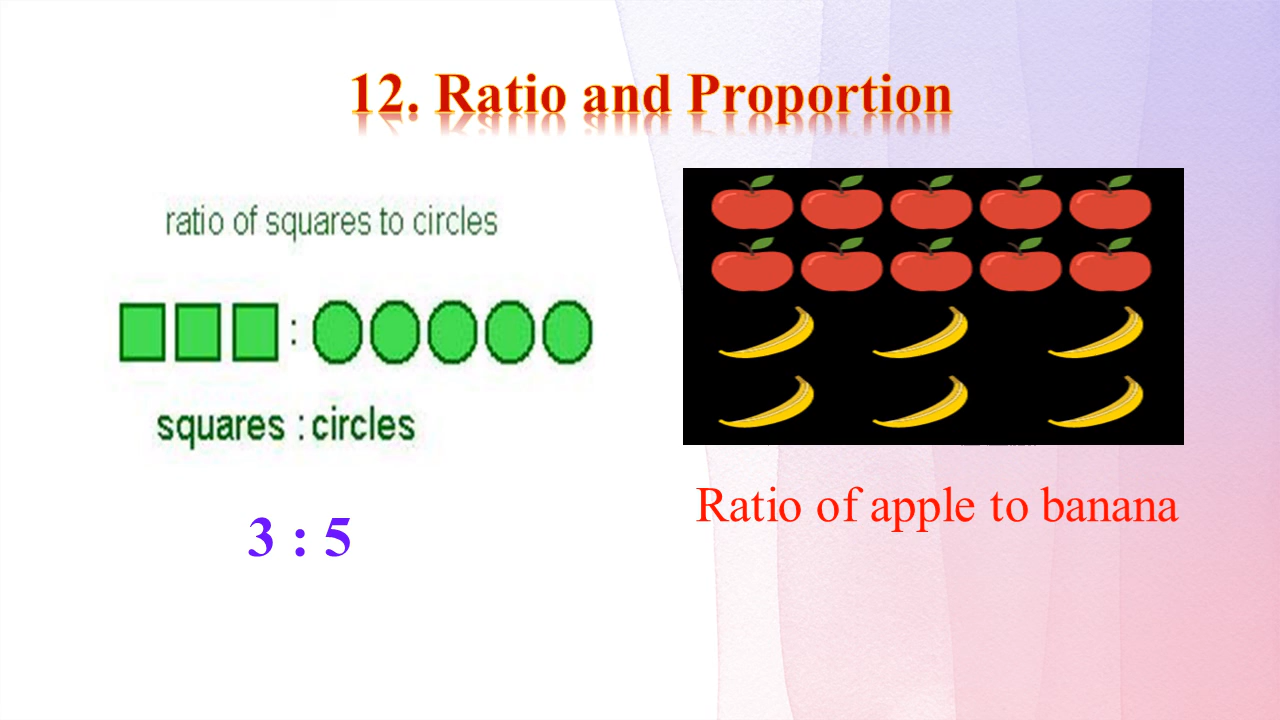 12. Ratio and Proportion
ratio of squares to circles
:
squares : circles
3 : 5
Ratio of apple to banana